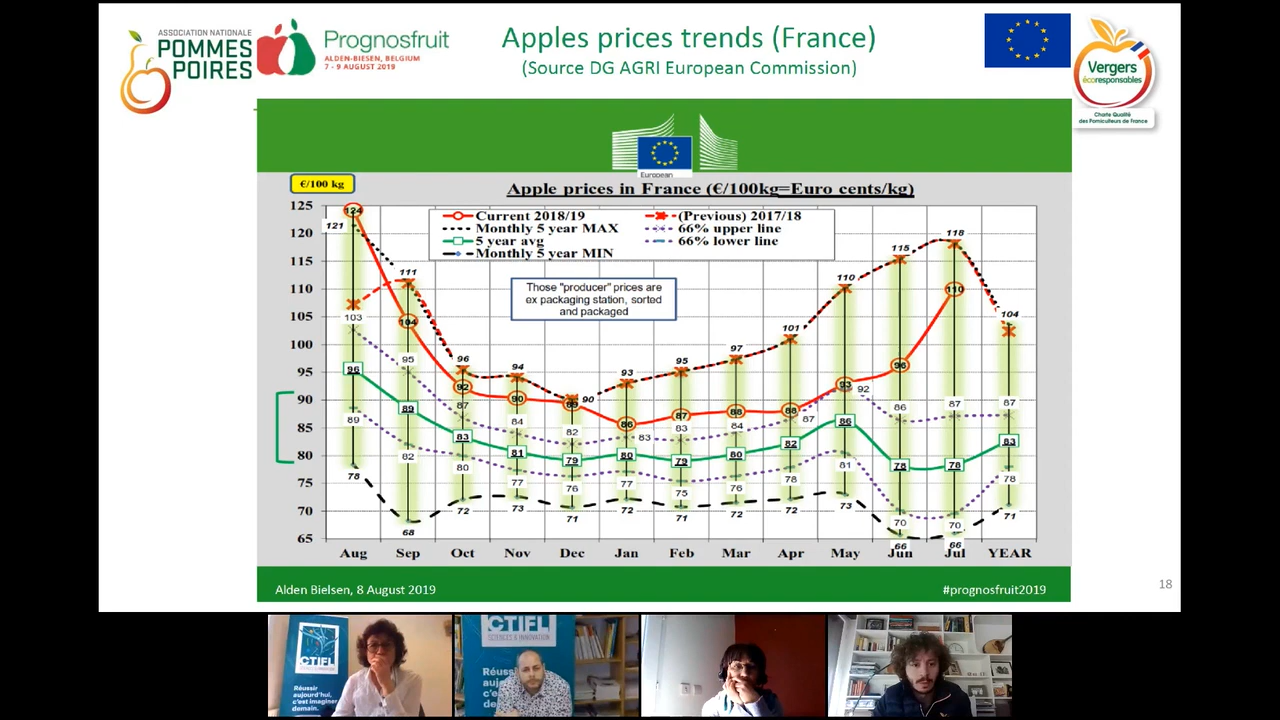 ASSOCIATION NATIONALE
POMMES
POIRES
Prognosfruit
ALDEN-BIESEN, BELGIUM
7 - 9 AUGUST 2019
Apples prices trends (France)
(Source DG AGRI European Commission)
Vergers
écoresponsables
Charte Qualité
des Pomiculteurs de France
European
€/100 kg
Apple prices in France (€/100kg=Euro cents/kg)
Current 2018/19
(Previous) 2017/18
Monthly 5 year MAX
66% upper line
5 year avg
66% lower line
Monthly 5 year MIN
Those "producer" prices are
ex packaging station, sorted
and packaged
125
120
115
110
105
100
95
90
85
80
75
70
65
124 104 92 90 89 86 87 88 88 93 96 110
121 111 96 94 90 93 95 97 101 110 115 118 104
103 95 87 84 82 83 83 84 87 92 86 87 87
96 89 83 81 79 80 79 80 82 86 78 78 83
89 82 80 77 76 77 75 76 78 81 70 70 78
78 68 72 73 71 72 71 72 72 73 66 66 71
Aug Sep Oct Nov Dec Jan Feb Mar Apr May Jun Jul YEAR
Alden Bielsen, 8 August 2019
#prognosfruit2019
18
CTIFL
Réussir
aujourd'hui,
c'est imaginer
demain.
CTIFL
SCIENCES & INNOVATION
Réuss
aujou
c'es
de